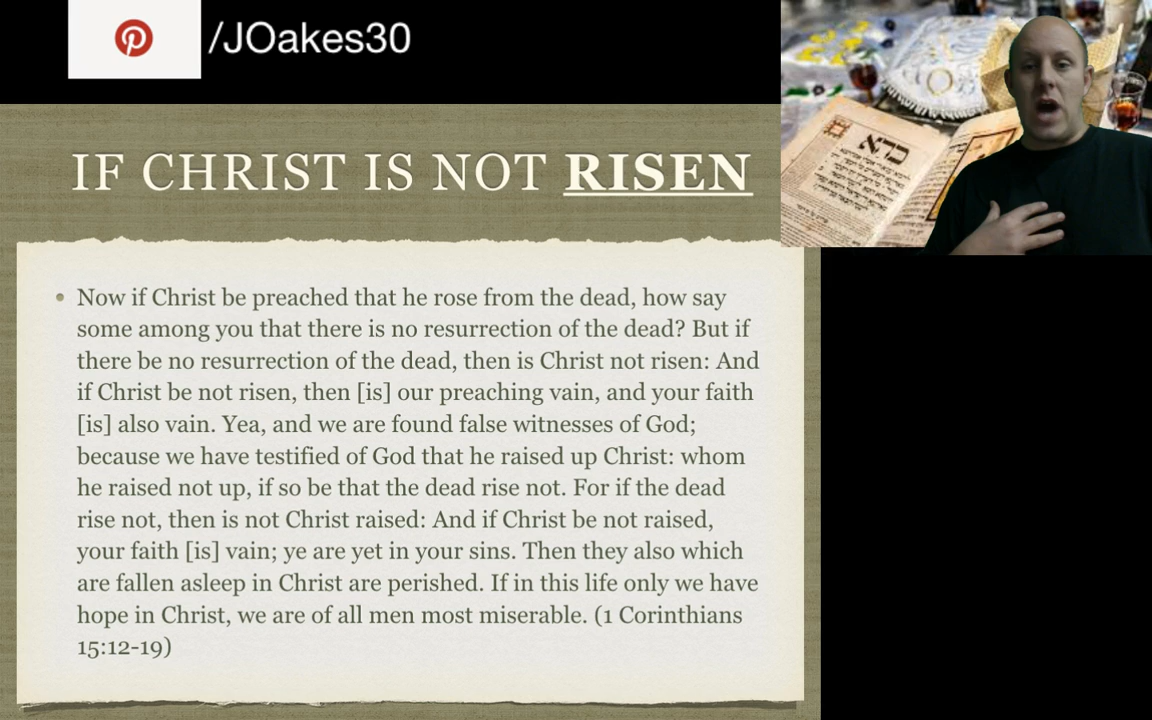 /JOakes30
IF CHRIST IS NOT RISEN
• Now if Christ be preached that he rose from the dead, how say
some among you that there is no resurrection of the dead? But if
there be no resurrection of the dead, then is Christ not risen: And
if Christ be not risen, then [is] our preaching vain, and your faith
[is] also vain. Yea, and we are found false witnesses of God;
because we have testified of God that he raised up Christ: whom
he raised not up, if so be that the dead rise not. For if the dead
rise not, then is not Christ raised: And if Christ be not raised,
your faith [is] vain; ye are yet in your sins. Then they also which
are fallen asleep in Christ are perished. If in this life only we have
hope in Christ, we are of all men most miserable. (1 Corinthians
15:12-19)